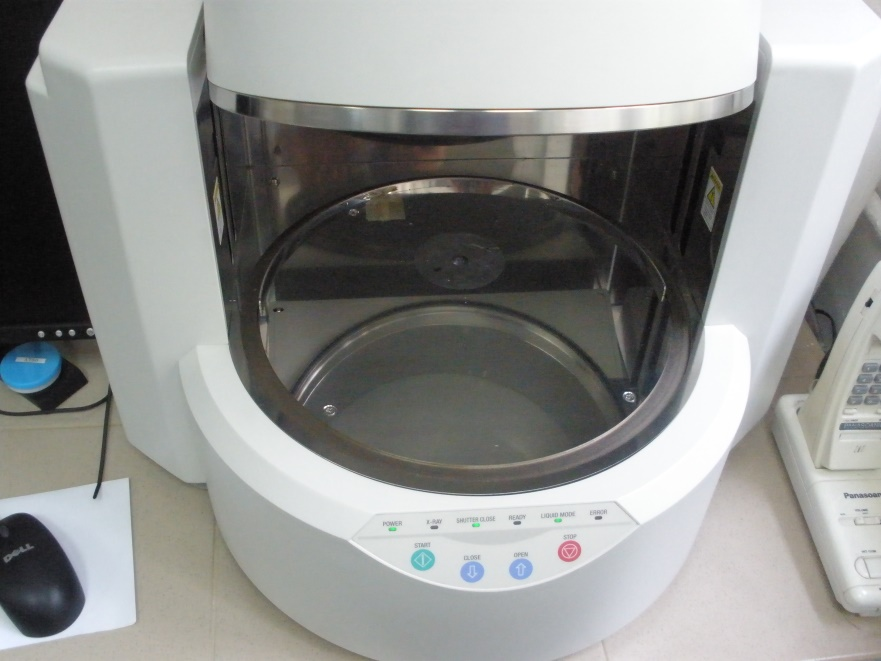 POWER
X-RAY
SHUTTER CLOSE
READY
LIQUID MODE
ERROR
START
CLOSE
OPEN
STOP
DELL
Panasonic